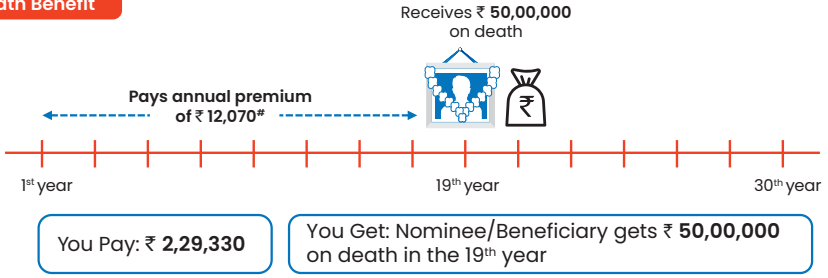 ath Benefit
Receives ₹ 50,00,000
on death
Pays annual premium
of ₹ 12,070#
₹
1st year
19th year
30th year
You Pay: ₹ 2,29,330
You Get: Nominee/Beneficiary gets ₹ 50,00,000
on death in the 19th year